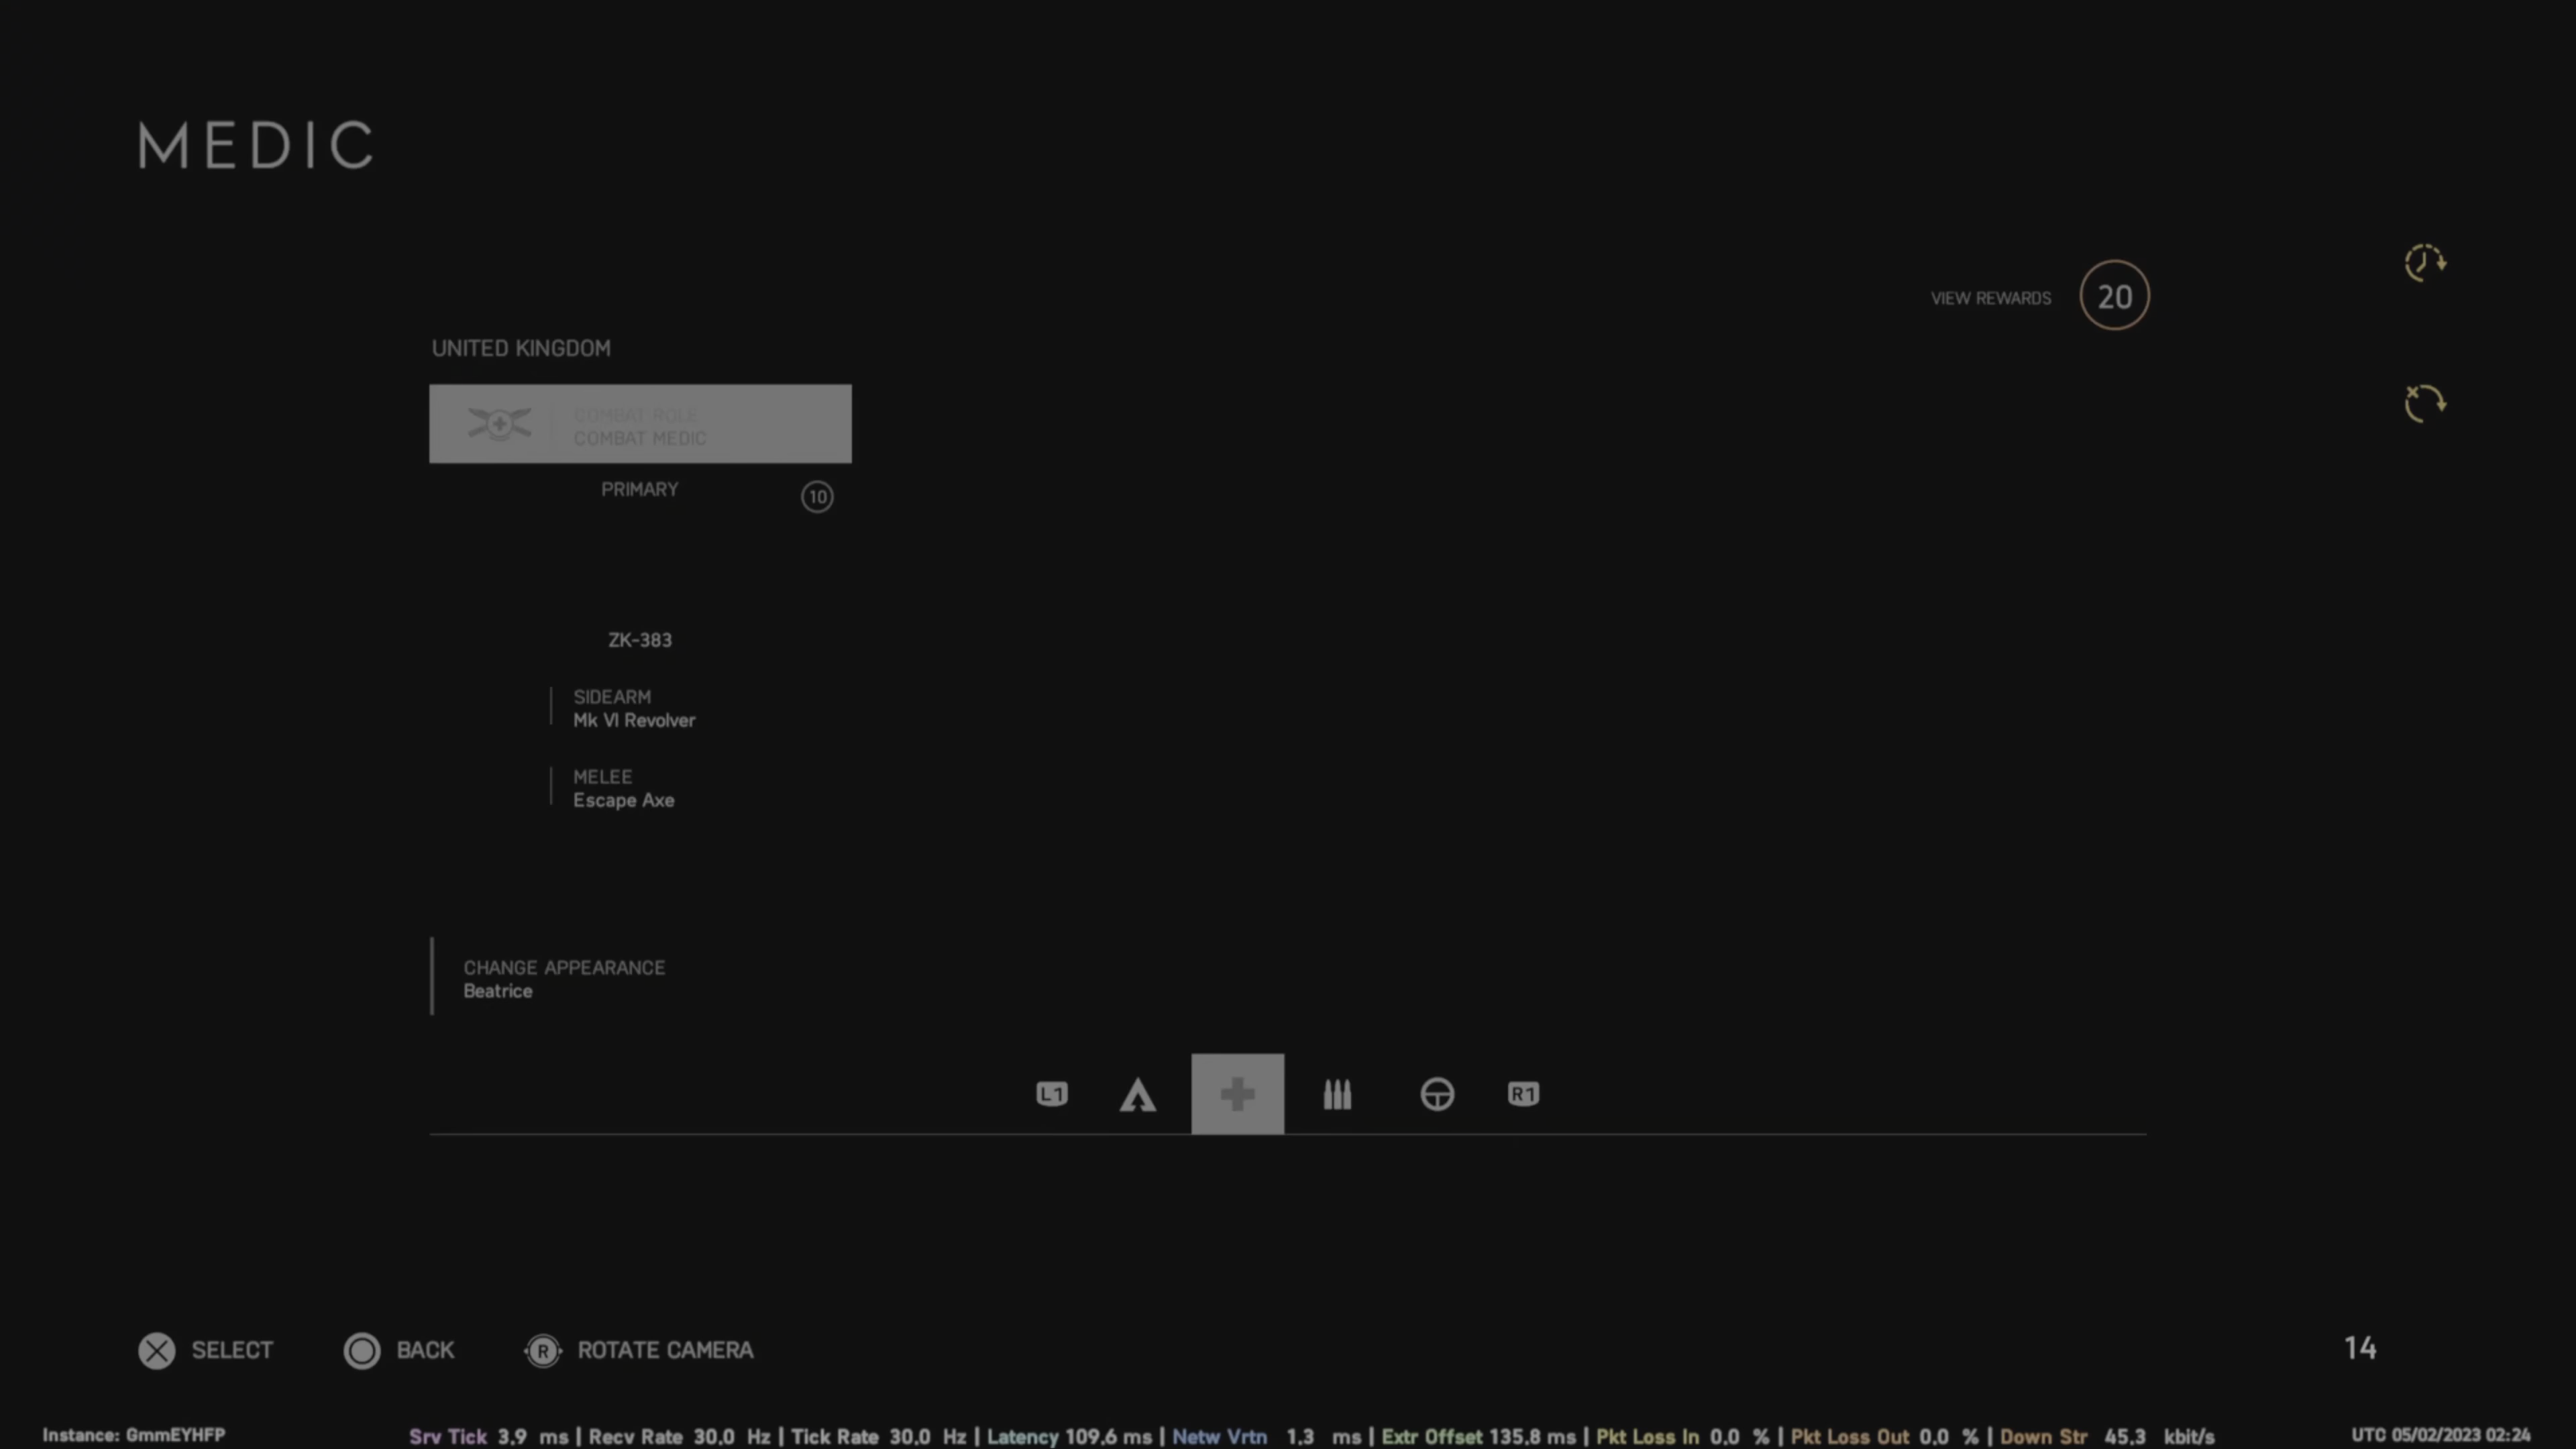 MEDIC
VIEW REWARDS 20
UNITED KINGDOM
COMBAT ROLE
COMBAT MEDIC
PRIMARY 10
ZK-383
SIDEARM
Mk VI Revolver
MELEE
Escape Axe
CHANGE APPEARANCE
Beatrice
L1 R1
SELECT BACK R ROTATE CAMERA 14
Instance: GmmEYHFP Srv Tick 3,9 ms | Recv Rate 30,0 Hz | Tick Rate 30,0 Hz | Latency 109,6 ms | Netw Vrtn 1,3 ms | Extr Offset 135,8 ms | Pkt Loss In 0,0 % | Pkt Loss Out 0,0 % | Down Str 45,3 kbit/s UTC 05/02/2023 02:24